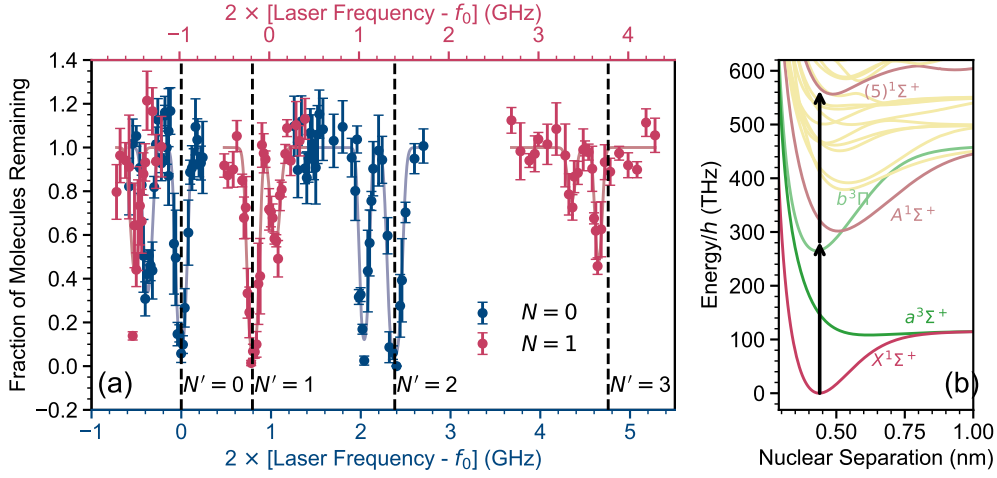 2 × [Laser Frequency - f₀] (GHz)
−1 0 1 2 3 4
Fraction of Molecules Remaining
1.4
1.2
1.0
0.8
0.6
0.4
0.2
0.0
−0.2
N = 0
N = 1
(a)
N′ = 0
N′ = 1
N′ = 2
N′ = 3
−1 0 1 2 3 4 5
2 × [Laser Frequency - f₀] (GHz)
Energy/h (THz)
600
500
400
300
200
100
0
(5)¹Σ⁺
b³Π
A¹Σ⁺
a³Σ⁺
X¹Σ⁺
(b)
0.50 0.75 1.00
Nuclear Separation (nm)